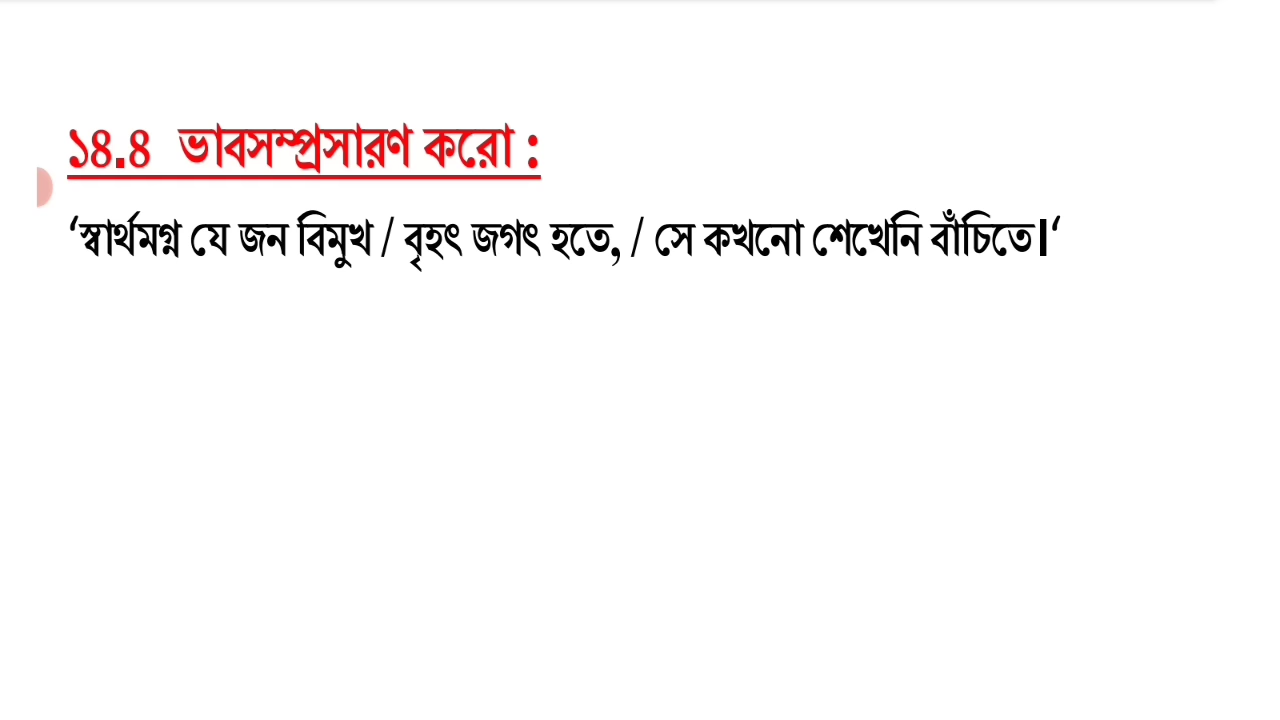 ১৪.৪ ভাবসম্প্রসারণ করো :
‘স্বার্থমগ্ন যে জন বিমুখ / বৃহৎ জগৎ হতে, / সে কখনো শেখেনি বাঁচিতে।‘